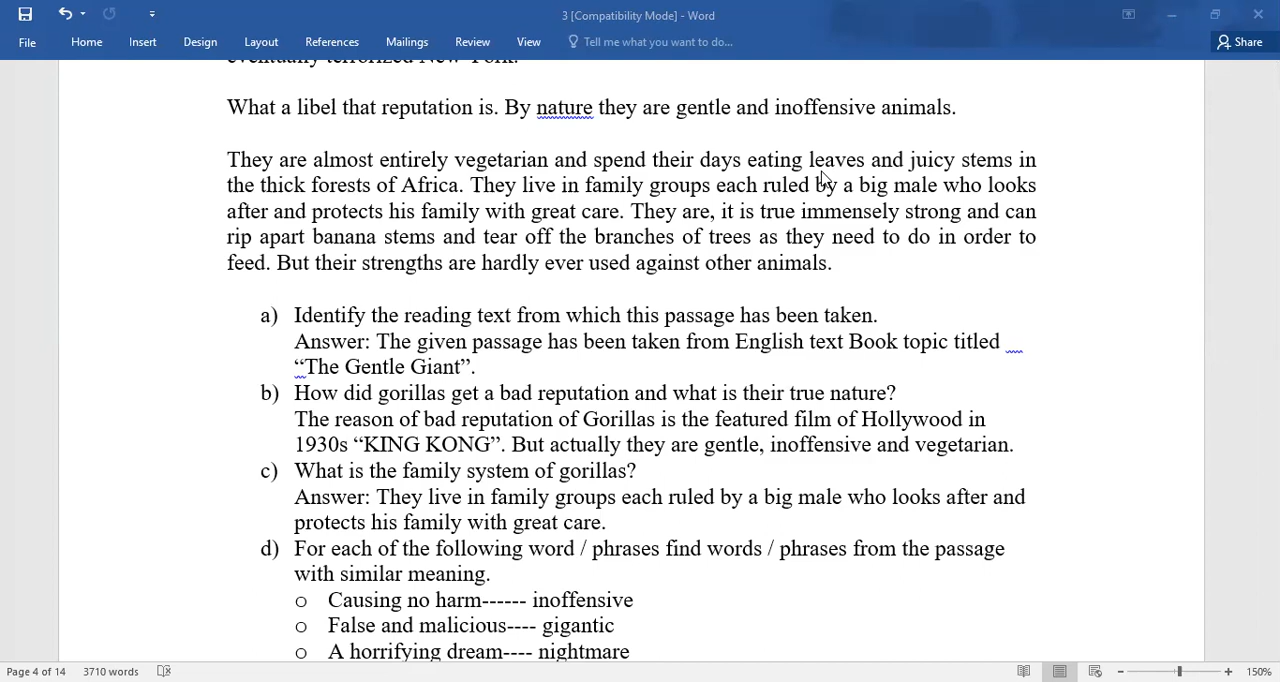 3 [Compatibility Mode] - Word
File Home Insert Design Layout References Mailings Review View Tell me what you want to do... Share
eventually terrorized New York.
What a libel that reputation is. By nature they are gentle and inoffensive animals.
They are almost entirely vegetarian and spend their days eating leaves and juicy stems in
the thick forests of Africa. They live in family groups each ruled by a big male who looks
after and protects his family with great care. They are, it is true immensely strong and can
rip apart banana stems and tear off the branches of trees as they need to do in order to
feed. But their strengths are hardly ever used against other animals.
a) Identify the reading text from which this passage has been taken.
Answer: The given passage has been taken from English text Book topic titled
“The Gentle Giant”.
b) How did gorillas get a bad reputation and what is their true nature?
The reason of bad reputation of Gorillas is the featured film of Hollywood in
1930s “KING KONG”. But actually they are gentle, inoffensive and vegetarian.
c) What is the family system of gorillas?
Answer: They live in family groups each ruled by a big male who looks after and
protects his family with great care.
d) For each of the following word / phrases find words / phrases from the passage
with similar meaning.
o Causing no harm------ inoffensive
o False and malicious---- gigantic
o A horrifying dream---- nightmare
Page 4 of 14 3710 words 150%